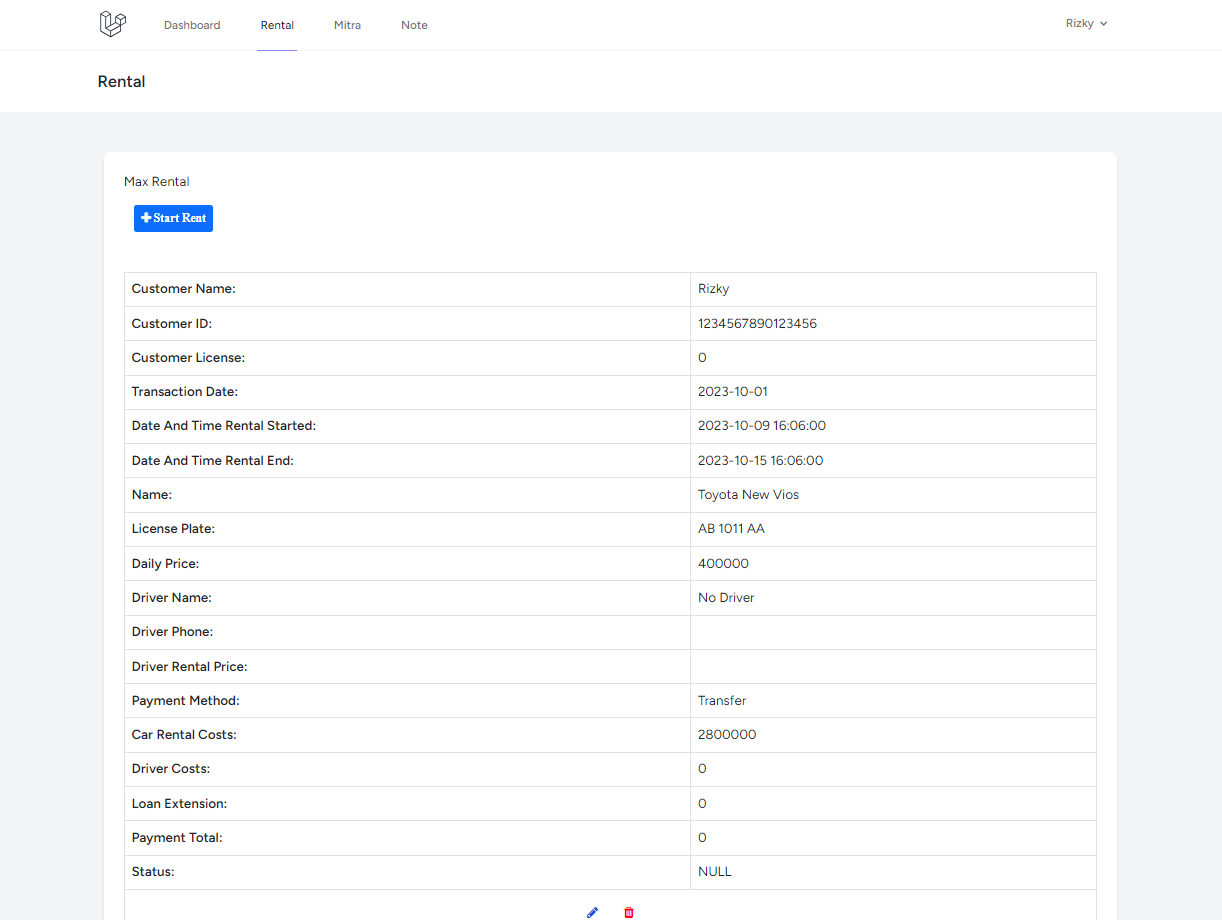 Dashboard Rental Mitra Note Rizky
Rental
Max Rental
Start Rent
Customer Name: Rizky
Customer ID: 1234567890123456
Customer License: 0
Transaction Date: 2023-10-01
Date And Time Rental Started: 2023-10-09 16:06:00
Date And Time Rental End: 2023-10-15 16:06:00
Name: Toyota New Vios
License Plate: AB 1011 AA
Daily Price: 400000
Driver Name: No Driver
Driver Phone:
Driver Rental Price:
Payment Method: Transfer
Car Rental Costs: 2800000
Driver Costs: 0
Loan Extension: 0
Payment Total: 0
Status: NULL